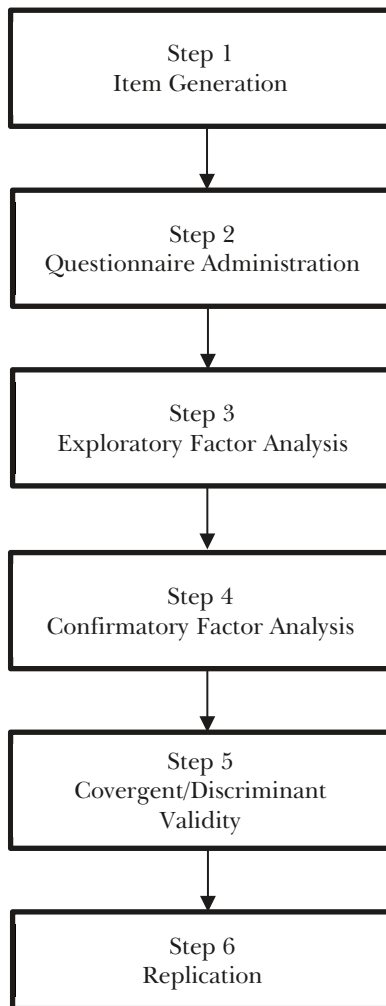 Step 1
Item Generation
Step 2
Questionnaire Administration
Step 3
Exploratory Factor Analysis
Step 4
Confirmatory Factor Analysis
Step 5
Covergent/Discriminant
Validity
Step 6
Replication